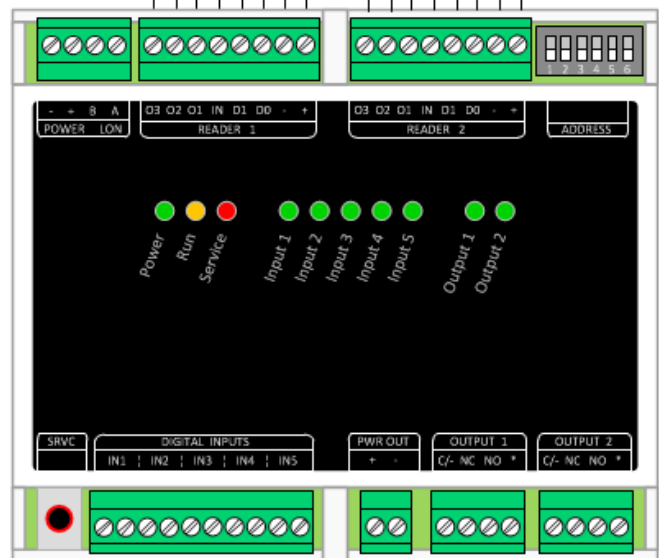 1 2 3 4 5 6
- + B A
POWER LON
O3 O2 O1 IN D1 D0 - +
READER 1
O3 O2 O1 IN D1 D0 - +
READER 2
ADDRESS
Power
Run
Service
Input 1
Input 2
Input 3
Input 4
Input 5
Output 1
Output 2
SRVC
DIGITAL INPUTS
IN1 ¦ IN2 ¦ IN3 ¦ IN4 ¦ IN5
PWR OUT
+ -
OUTPUT 1
C/- NC NO *
OUTPUT 2
C/- NC NO *